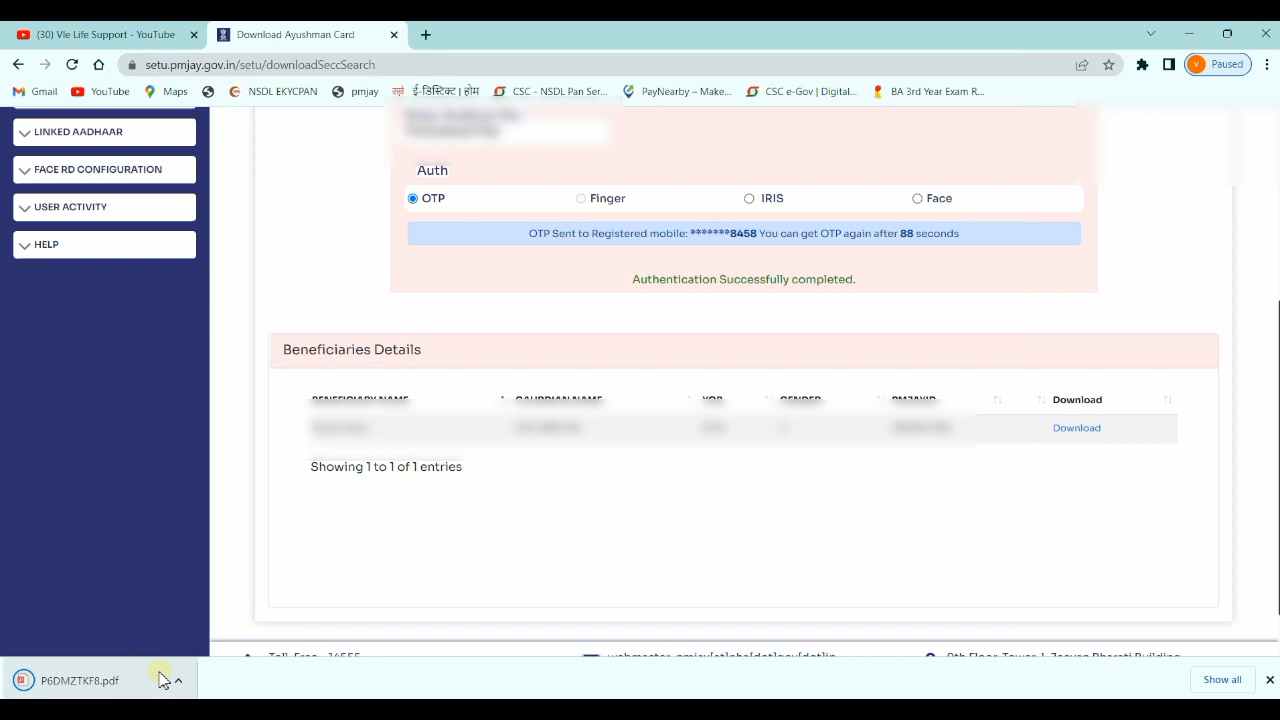 (30) Vle Life Support - YouTube
Download Ayushman Card
setu.pmjay.gov.in/setu/downloadSeccSearch
V
Paused
Gmail
YouTube
Maps
NSDL EKYCPAN
pmjay
ई-डिस्ट्रिक्ट | होम
CSC - NSDL Pan Ser...
PayNearby – Make...
CSC e-Gov | Digital...
BA 3rd Year Exam R...
LINKED AADHAAR
FACE RD CONFIGURATION
USER ACTIVITY
HELP
Auth
OTP
Finger
IRIS
Face
OTP Sent to Registered mobile: *******8458 You can get OTP again after 88 seconds
Authentication Successfully completed.
Beneficiaries Details
Download
Download
Showing 1 to 1 of 1 entries
P6DMZTKF8.pdf
Show all